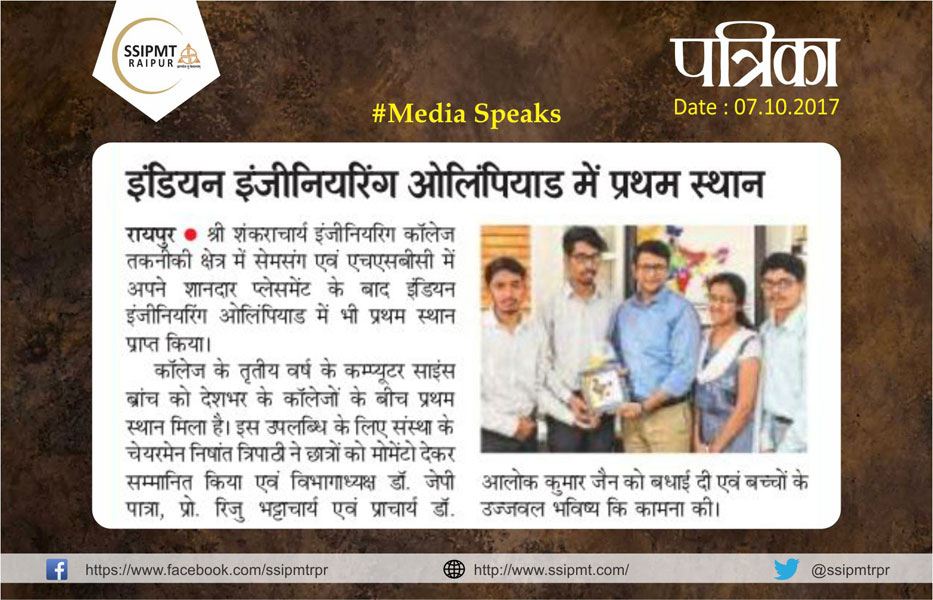 SSIPMT
RAIPUR
पत्रिका
Date : 07.10.2017
#Media Speaks
इंडियन इंजीनियरिंग ओलिंपियाड में प्रथम स्थान
रायपुर ● श्री शंकराचार्य इंजीनियरिग कॉलेज
तकनीकी क्षेत्र में सेमसंग एवं एचएसबीसी में
अपने शानदार प्लेसमेंट के बाद इंडियन
इंजीनियरिंग ओलिंपियाड में भी प्रथम स्थान
प्राप्त किया।
कॉलेज के तृतीय वर्ष के कम्प्यूटर साइंस
ब्रांच को देशभर के कॉलेजों के बीच प्रथम
स्थान मिला है। इस उपलब्धि के लिए संस्था के
चेयरमेन निषांत त्रिपाठी ने छात्रों को मोमेंटो देकर
सम्मानित किया एवं विभागाध्यक्ष डॉ. जेपी
पात्रा, प्रो. रिजु भट्टाचार्य एवं प्राचार्य डॉ.
आलोक कुमार जैन को बधाई दी एवं बच्चों के
उज्जवल भविष्य कि कामना की।
https://www.facebook.com/ssipmtrpr
http://www.ssipmt.com/
@ssipmtrpr